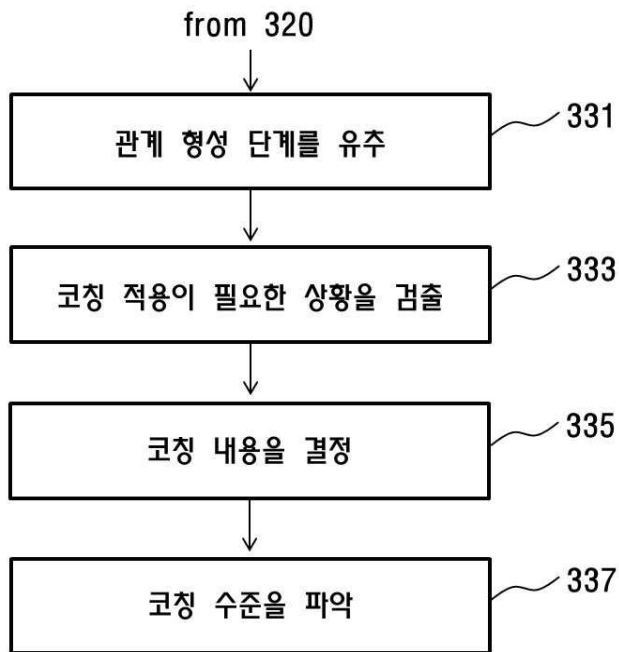 from 320
관계 형성 단계를 유추
331
코칭 적용이 필요한 상황을 검출
333
코칭 내용을 결정
335
코칭 수준을 파악
337